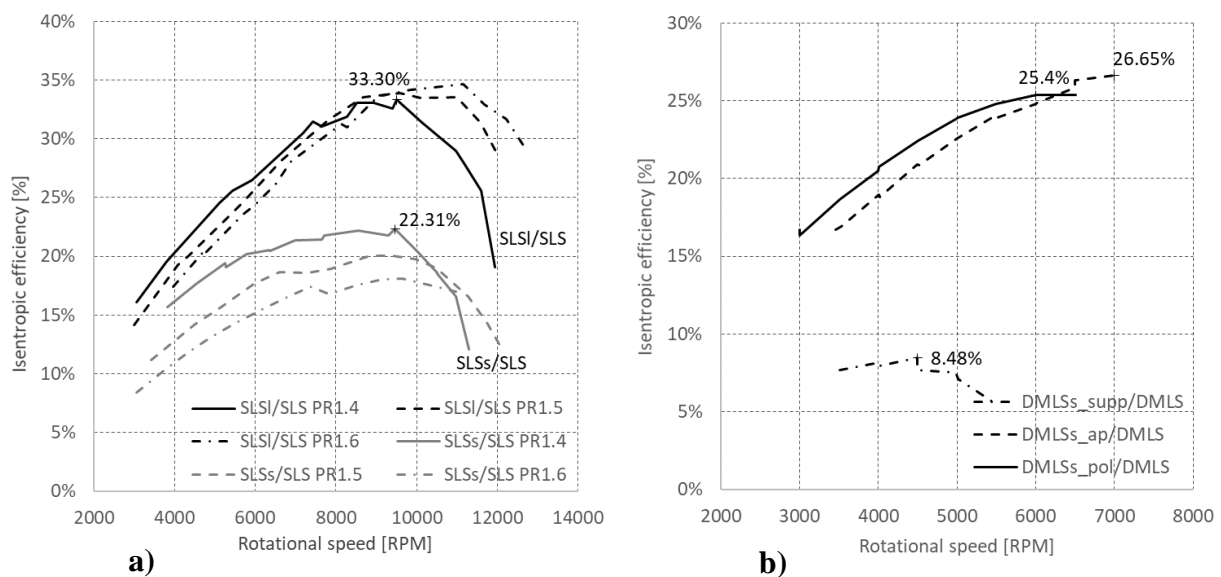 40%
35%
30%
25%
20%
15%
10%
5%
0%
Isentropic efficiency [%]
33.30%
22.31%
SLSl/SLS
SLSs/SLS
SLSl/SLS PR1.4
SLSl/SLS PR1.5
SLSl/SLS PR1.6
SLSs/SLS PR1.4
SLSs/SLS PR1.5
SLSs/SLS PR1.6
2000 4000 6000 8000 10000 12000 14000
Rotational speed [RPM]
a)
30%
25%
20%
15%
10%
5%
0%
Isentropic efficiency [%]
26.65%
25.4%
8.48%
DMLSs_supp/DMLS
DMLSs_ap/DMLS
DMLSs_pol/DMLS
2000 3000 4000 5000 6000 7000 8000
Rotational speed [RPM]
b)